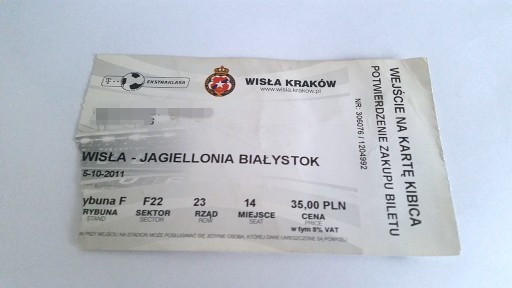 T··· EKSTRAKLASA
WISŁA KRAKÓW
www.wisla.krakow.pl
S
WISŁA - JAGIELLONIA BIAŁYSTOK
5-10-2011
ybuna F F22 23 14 35,00 PLN
RYBUNA SEKTOR RZĄD MIEJSCE CENA
STAND SECTOR ROW SEAT PRICE
w tym 8% VAT
NR: 306076 / 1204992
POTWIERDZENIE ZAKUPU BILETU
WEJŚCIE NA KARTĘ KIBICA